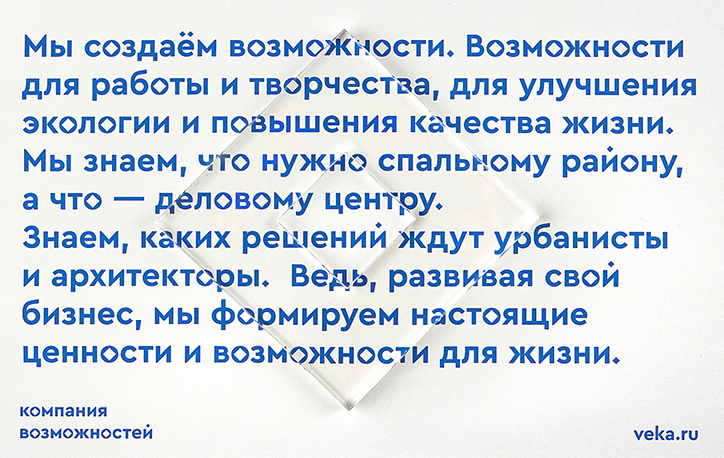 Мы создаём возможности. Возможности
для работы и творчества, для улучшения
экологии и повышения качества жизни.
Мы знаем, что нужно спальному району,
а что — деловому центру.
Знаем, каких решений ждут урбанисты
и архитекторы.  Ведь, развивая свой
бизнес, мы формируем настоящие
ценности и возможности для жизни.
компания
возможностей
veka.ru